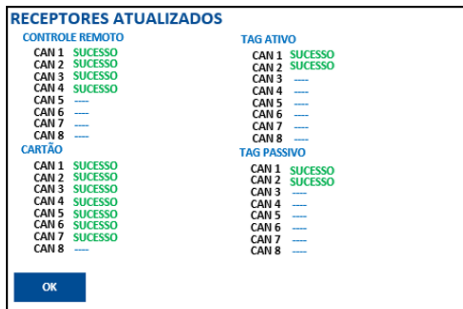 RECEPTORES ATUALIZADOS
CONTROLE REMOTO
CAN 1 SUCESSO
CAN 2 SUCESSO
CAN 3 SUCESSO
CAN 4 SUCESSO
CAN 5 ----
CAN 6 ----
CAN 7 ----
CAN 8 ----
TAG ATIVO
CAN 1 SUCESSO
CAN 2 SUCESSO
CAN 3 ----
CAN 4 ----
CAN 5 ----
CAN 6 ----
CAN 7 ----
CAN 8 ----
CARTÃO
CAN 1 SUCESSO
CAN 2 SUCESSO
CAN 3 SUCESSO
CAN 4 SUCESSO
CAN 5 SUCESSO
CAN 6 SUCESSO
CAN 7 SUCESSO
CAN 8 ----
TAG PASSIVO
CAN 1 SUCESSO
CAN 2 SUCESSO
CAN 3 ----
CAN 4 ----
CAN 5 ----
CAN 6 ----
CAN 7 ----
CAN 8 ----
OK